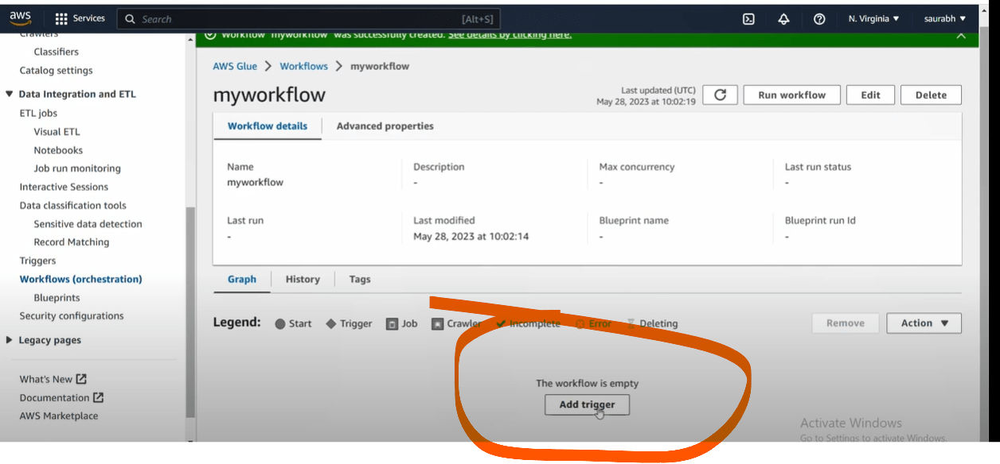 aws
Services
Search
[Alt+S]
N. Virginia
saurabh
Crawlers
Classifiers
Catalog settings
Data Integration and ETL
ETL jobs
Visual ETL
Notebooks
Job run monitoring
Interactive Sessions
Data classification tools
Sensitive data detection
Record Matching
Triggers
Workflows (orchestration)
Blueprints
Security configurations
Legacy pages
What's New
Documentation
AWS Marketplace
Workflow "myworkflow" was successfully created. See details by clicking here.
AWS Glue > Workflows > myworkflow
myworkflow
Last updated (UTC)
May 28, 2023 at 10:02:19
Run workflow
Edit
Delete
Workflow details
Advanced properties
Name
myworkflow
Description
-
Max concurrency
-
Last run status
-
Last run
-
Last modified
May 28, 2023 at 10:02:14
Blueprint name
-
Blueprint run Id
-
Graph
History
Tags
Legend: Start Trigger Job Crawler Incomplete Error Deleting
Remove
Action
The workflow is empty
Add trigger
Activate Windows
Go to Settings to activate Windows.